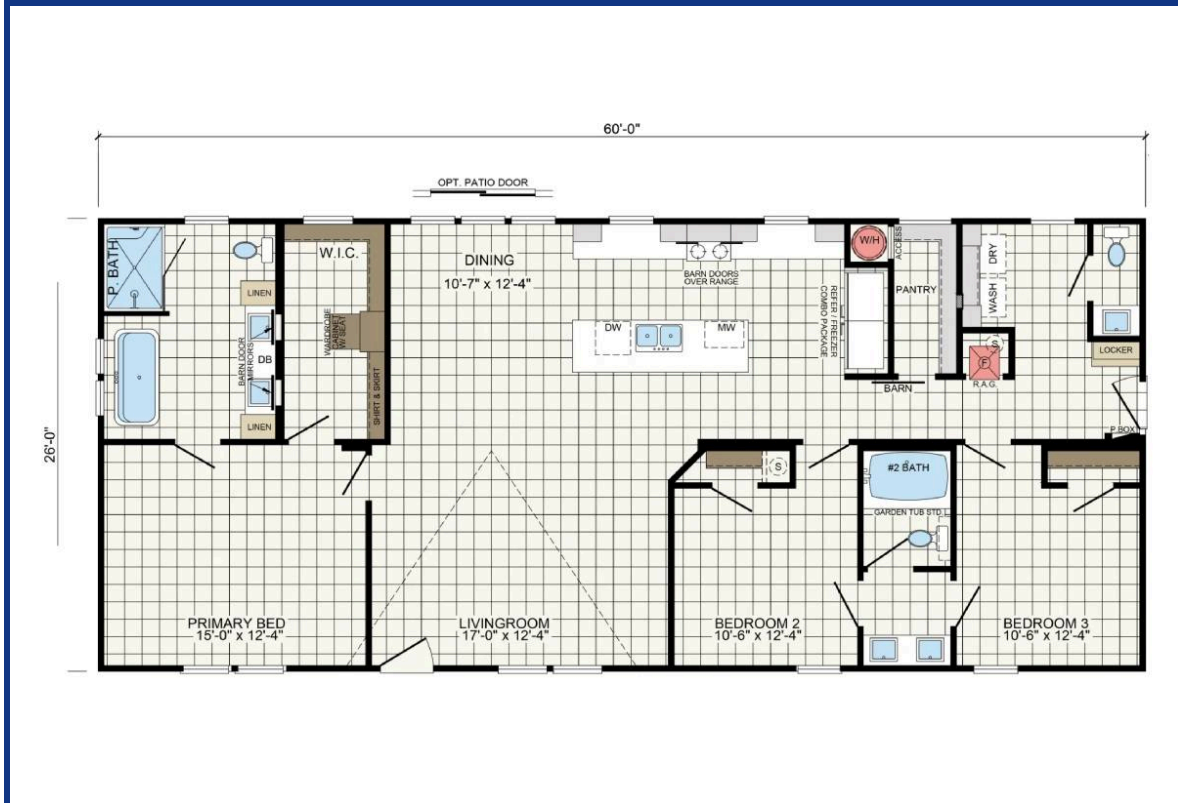 60'-0"
OPT. PATIO DOOR
26'-0"
P. BATH
LINEN
BARN DOOR
MIRRORS
DB
LINEN
W.I.C.
WARDROBE
CABINET
W/ SEAT
SHIRT & SKIRT
DINING
10'-7" x 12'-4"
BARN DOORS
OVER RANGE
DW
MW
REFER / FREEZER
COMBO PACKAGE
W/H
ACCESS
PANTRY
BARN
WASH
DRY
S
F
R.A.G.
LOCKER
P.BOX
PRIMARY BED
15'-0" x 12'-4"
LIVINGROOM
17'-0" x 12'-4"
S
BEDROOM 2
10'-6" x 12'-4"
#2 BATH
GARDEN TUB STD
BEDROOM 3
10'-6" x 12'-4"